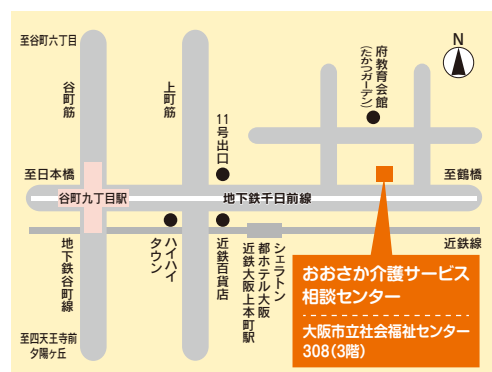 至谷町六丁目
谷町筋
上町筋
11号出口
府教育会館
(たかつガーデン)
N
至日本橋
至鶴橋
谷町九丁目駅
地下鉄千日前線
近鉄線
地下鉄谷町線
ハイハイ
タウン
近鉄百貨店
シェラトン
都ホテル大阪
近鉄大阪上本町駅
至四天王寺前
夕陽ヶ丘
おおさか介護サービス
相談センター
大阪市立社会福祉センター
308(3階)